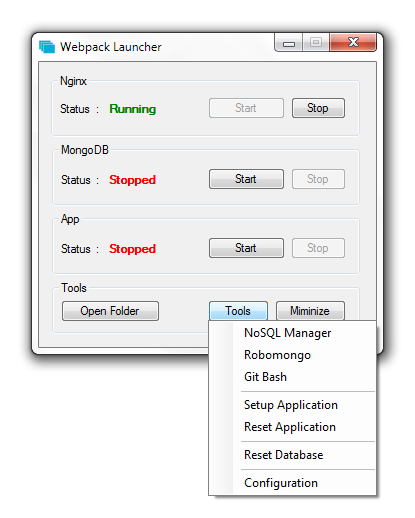 Webpack Launcher
Nginx
Status : Running Start Stop
MongoDB
Status : Stopped Start Stop
App
Status : Stopped Start Stop
Tools
Open Folder Tools Miminize
NoSQL Manager
Robomongo
Git Bash
Setup Application
Reset Application
Reset Database
Configuration